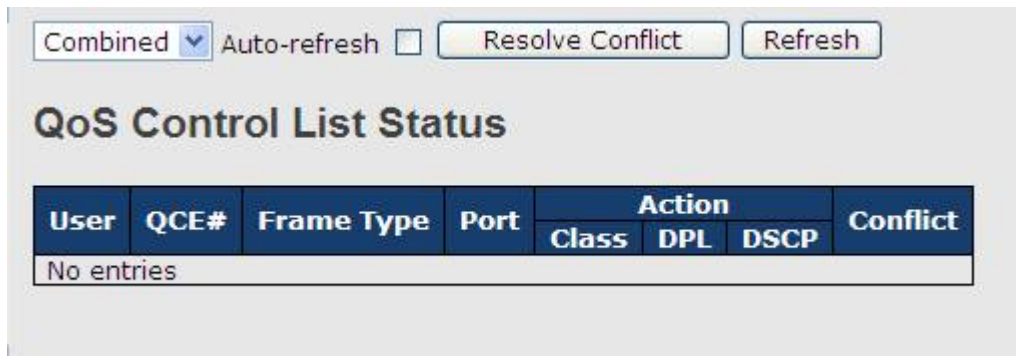 Combined Auto-refresh Resolve Conflict Refresh
QoS Control List Status
User QCE# Frame Type Port Action Conflict
Class DPL DSCP
No entries